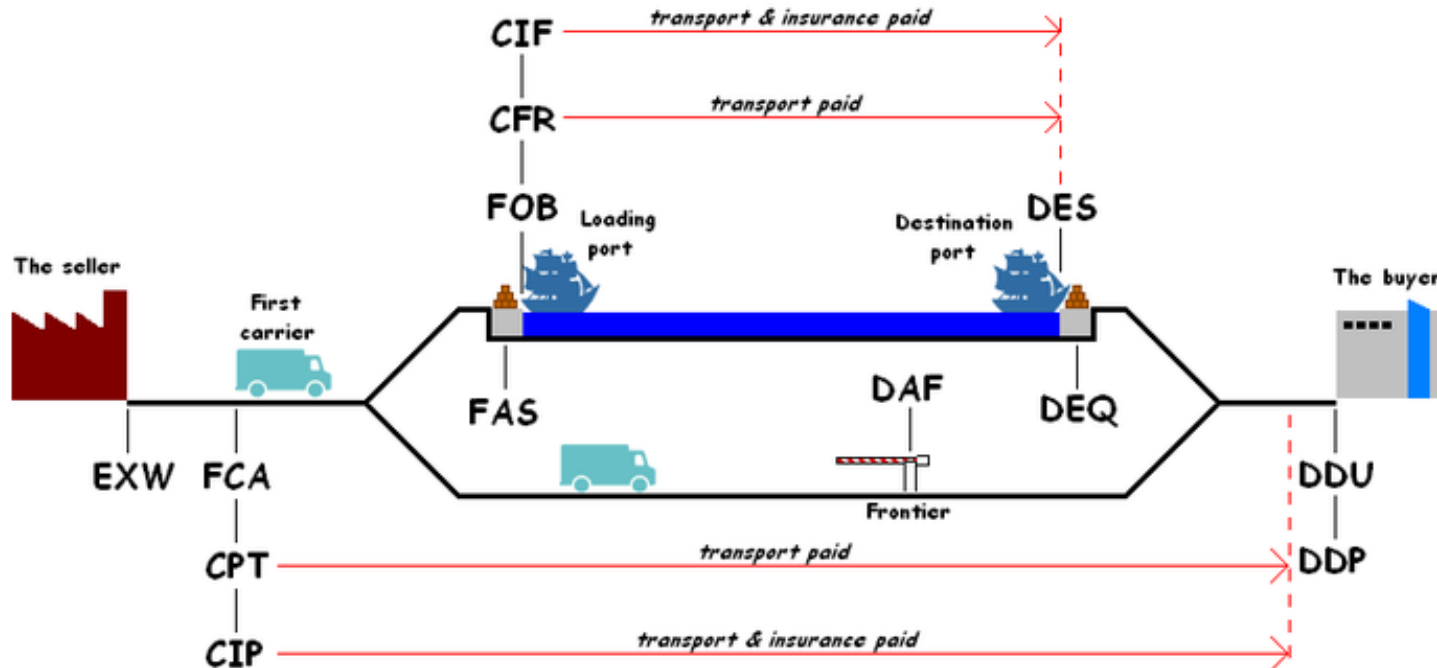 CIF
transport & insurance paid
CFR
transport paid
FOB
Loading
port
Destination
port
DES
The seller
First
carrier
The buyer
FAS
DAF
DEQ
EXW
FCA
Frontier
DDU
CPT
transport paid
DDP
CIP
transport & insurance paid